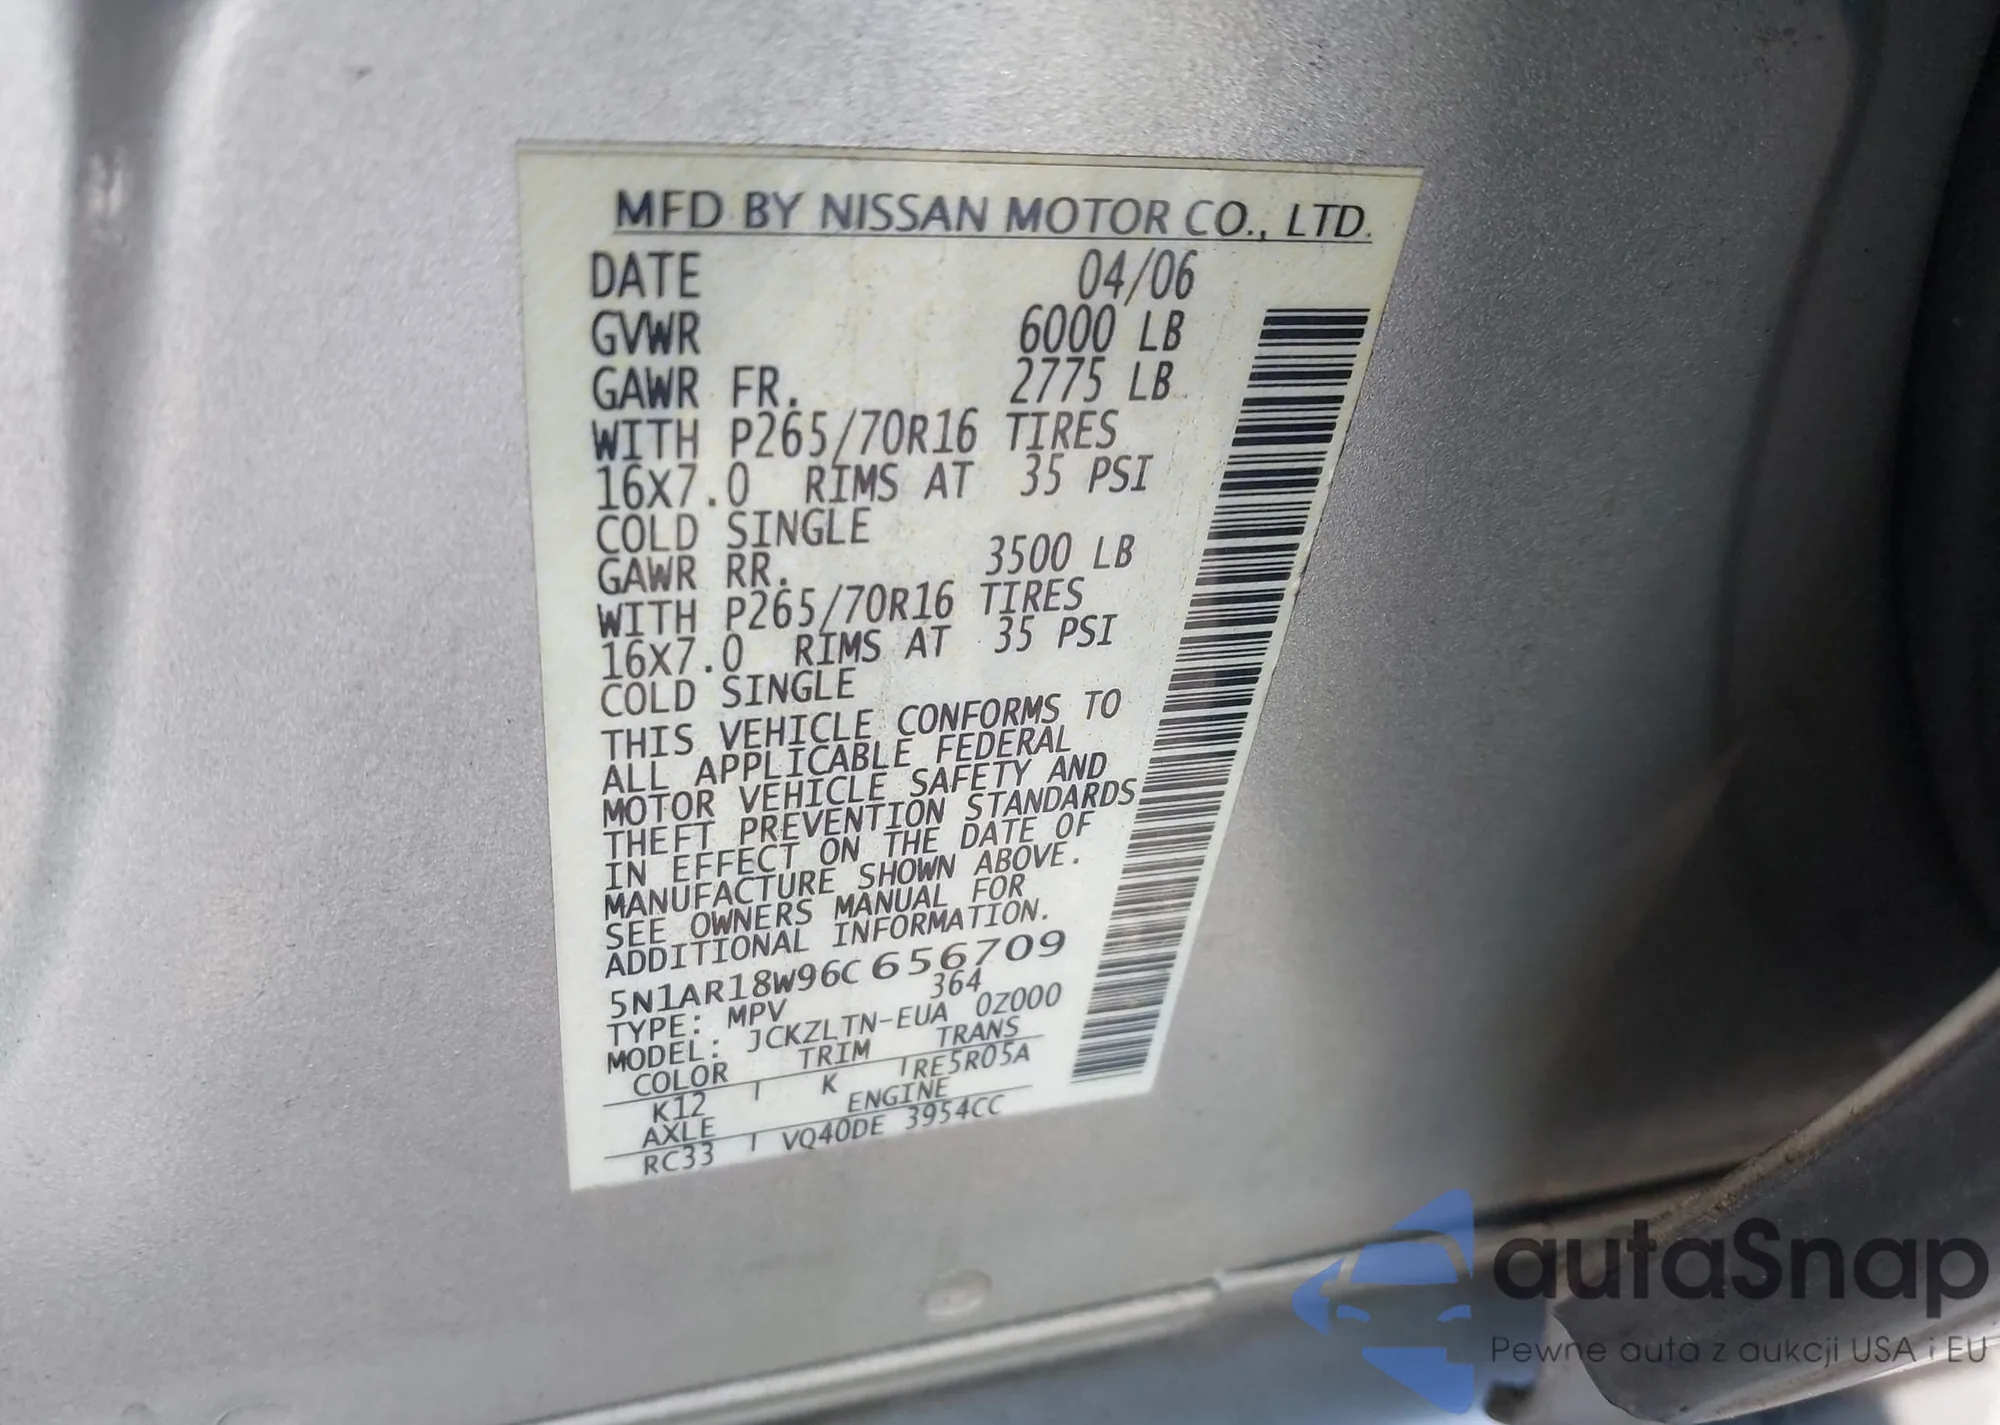 MFD BY NISSAN MOTOR CO., LTD.
DATE 04/06
GVWR 6000 LB
GAWR FR. 2775 LB
WITH P265/70R16 TIRES
16X7.0 RIMS AT 35 PSI
COLD SINGLE
GAWR RR. 3500 LB
WITH P265/70R16 TIRES
16X7.0 RIMS AT 35 PSI
COLD SINGLE
THIS VEHICLE CONFORMS TO
ALL APPLICABLE FEDERAL
MOTOR VEHICLE SAFETY AND
THEFT PREVENTION STANDARDS
IN EFFECT ON THE DATE OF
MANUFACTURE SHOWN ABOVE.
SEE OWNERS MANUAL FOR
ADDITIONAL INFORMATION.
5N1AR18W96C656709
TYPE: MPV 364
MODEL: JCKZLTN-EUA 0Z000
COLOR TRIM TRANS
K12 K RE5R05A
AXLE ENGINE
RC33 VQ40DE 3954CC
autaSnap
Pewne auta z aukcji USA i EU